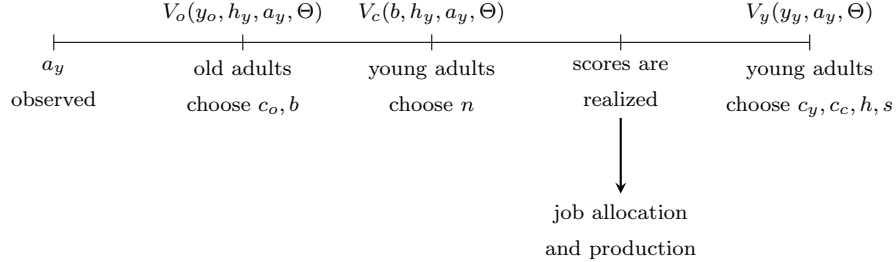 V_o(y_o, h_y, a_y, Θ) V_c(b, h_y, a_y, Θ) V_y(y_y, a_y, Θ)
a_y old adults young adults scores are young adults
observed choose c_o, b choose n realized choose c_y, c_c, h, s
job allocation
and production